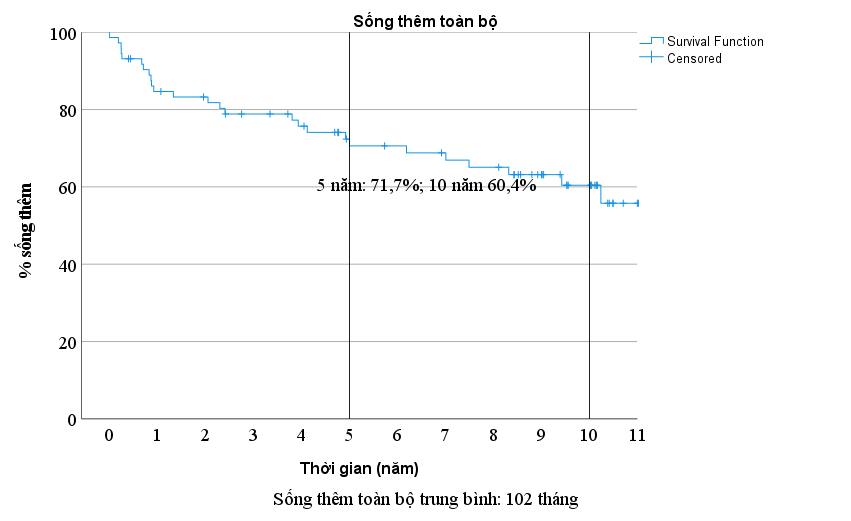 Sống thêm toàn bộ
Survival Function
Censored
100
80
60
40
20
0
% sống thêm
5 năm: 71,7%; 10 năm 60,4%
0 1 2 3 4 5 6 7 8 9 10 11
Thời gian (năm)
Sống thêm toàn bộ trung bình: 102 tháng